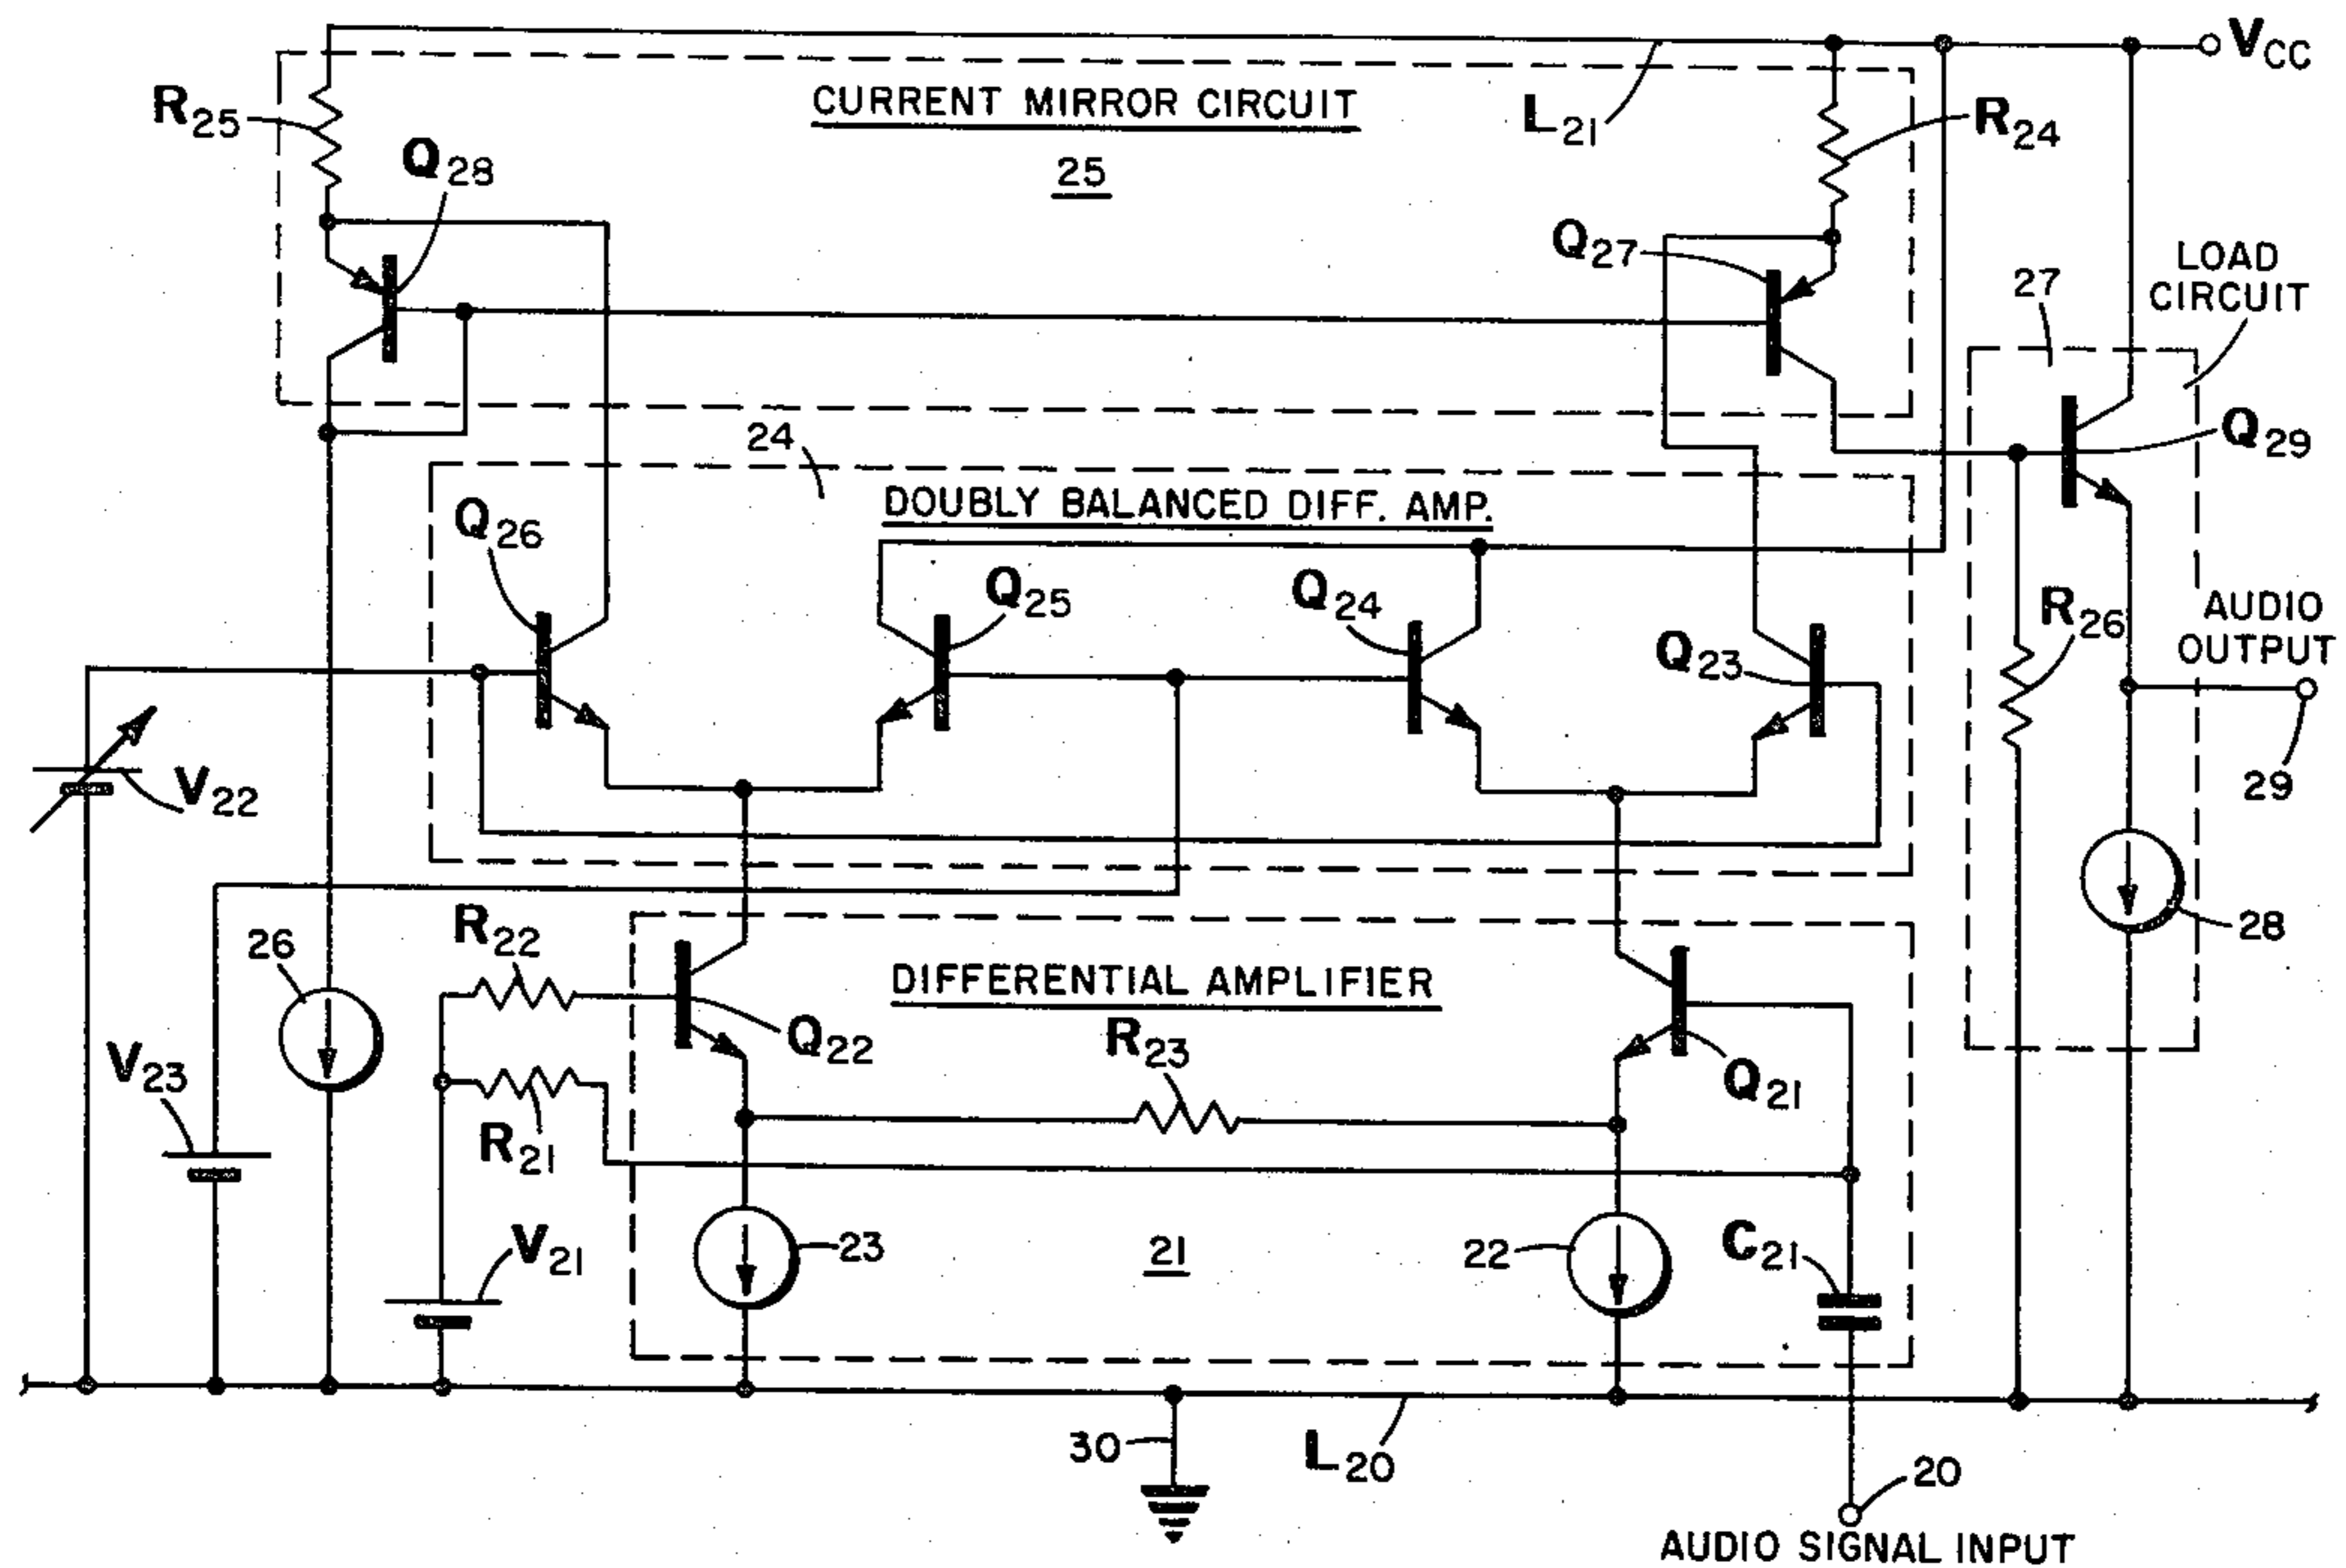 V_CC
R_25
CURRENT MIRROR CIRCUIT
L_21
R_24
Q_28
25
Q_27
27
LOAD
CIRCUIT
24
Q_29
DOUBLY BALANCED DIFF. AMP.
Q_26
Q_25
Q_24
R_26
AUDIO
OUTPUT
Q_23
V_22
29
R_22
26
DIFFERENTIAL AMPLIFIER
28
Q_22
R_23
V_23
Q_21
R_21
V_21
23
21
22
C_21
30
L_20
20
AUDIO SIGNAL INPUT